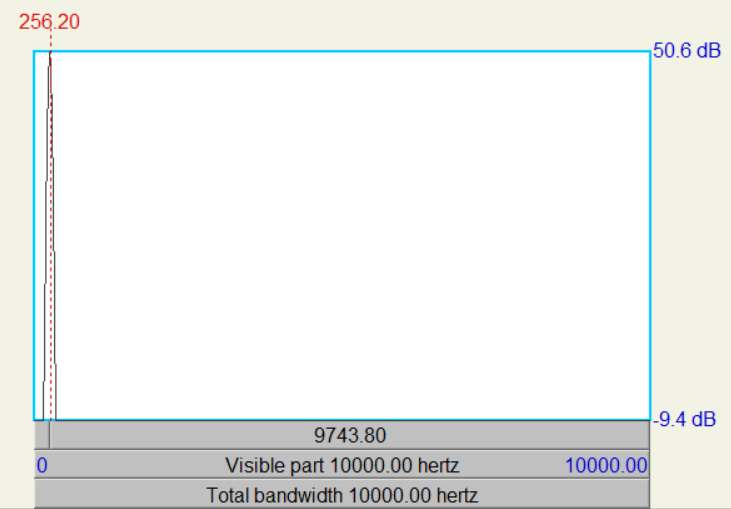 256.20
50.6 dB
-9.4 dB
9743.80
0 Visible part 10000.00 hertz 10000.00
Total bandwidth 10000.00 hertz